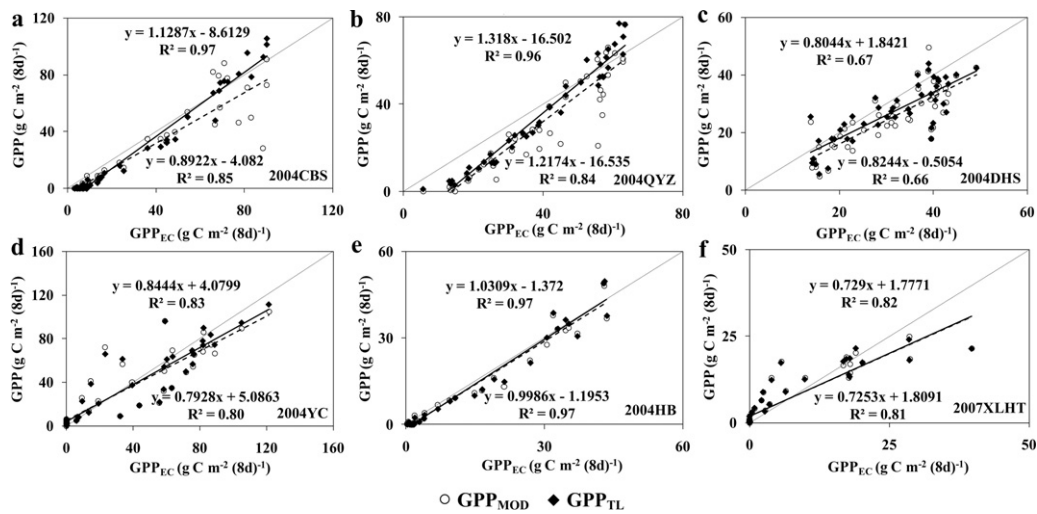 a
120
80
40
0
0 40 80 120
GPP (g C m⁻² (8d)⁻¹)
y = 1.1287x - 8.6129
R² = 0.97
y = 0.8922x - 4.082
R² = 0.85
2004CBS
GPP_EC (g C m⁻² (8d)⁻¹)
b
96
64
32
0
0 20 40 60 80
GPP (g C m⁻² (8d)⁻¹)
y = 1.318x - 16.502
R² = 0.96
y = 1.2174x - 16.535
R² = 0.84
2004QYZ
GPP_EC (g C m⁻² (8d)⁻¹)
c
60
40
20
0
0 20 40 60
GPP (g C m⁻² (8d)⁻¹)
y = 0.8044x + 1.8421
R² = 0.67
y = 0.8244x - 0.5054
R² = 0.66
2004DHS
GPP_EC (g C m⁻² (8d)⁻¹)
d
160
120
80
40
0
0 40 80 120 160
GPP (g C m⁻² (8d)⁻¹)
y = 0.8444x + 4.0799
R² = 0.83
y = 0.7928x + 5.0863
R² = 0.80
2004YC
GPP_EC (g C m⁻² (8d)⁻¹)
e
60
30
0
0 30 60
GPP (g C m⁻² (8d)⁻¹)
y = 1.0309x - 1.372
R² = 0.97
y = 0.9986x - 1.1953
R² = 0.97
2004HB
GPP_EC (g C m⁻² (8d)⁻¹)
f
50
25
0
0 25 50
GPP (g C m⁻² (8d)⁻¹)
y = 0.729x + 1.7771
R² = 0.82
y = 0.7253x + 1.8091
R² = 0.81
2007XLHT
GPP_EC (g C m⁻² (8d)⁻¹)
○ GPP_MOD ◆ GPP_TL